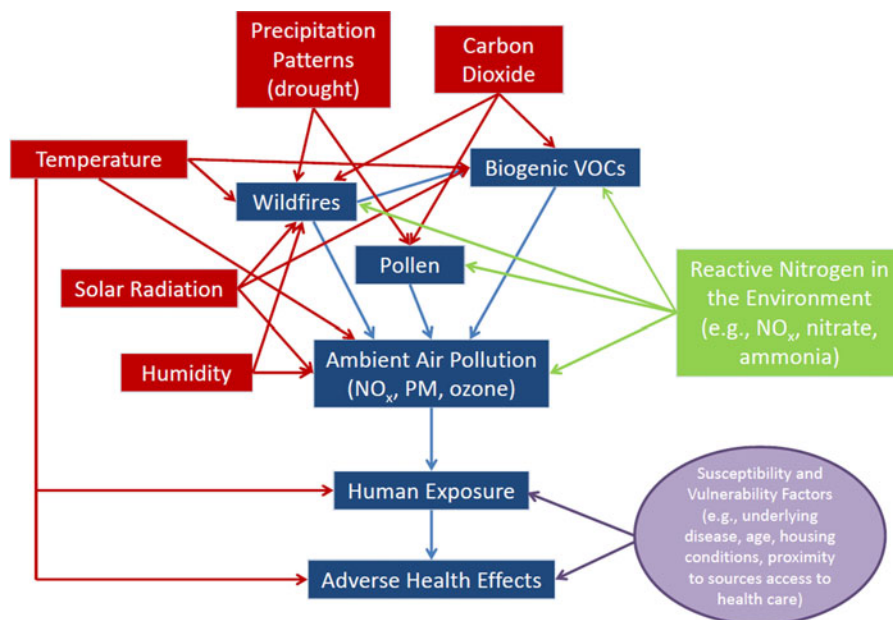 Precipitation
Patterns
(drought)
Carbon
Dioxide
Temperature
Biogenic VOCs
Wildfires
Pollen
Solar Radiation
Reactive Nitrogen in
the Environment
(e.g., NOx, nitrate,
ammonia)
Humidity
Ambient Air Pollution
(NOx, PM, ozone)
Human Exposure
Susceptibility and
Vulnerability Factors
(e.g., underlying
disease, age, housing
conditions, proximity
to sources access to
health care)
Adverse Health Effects